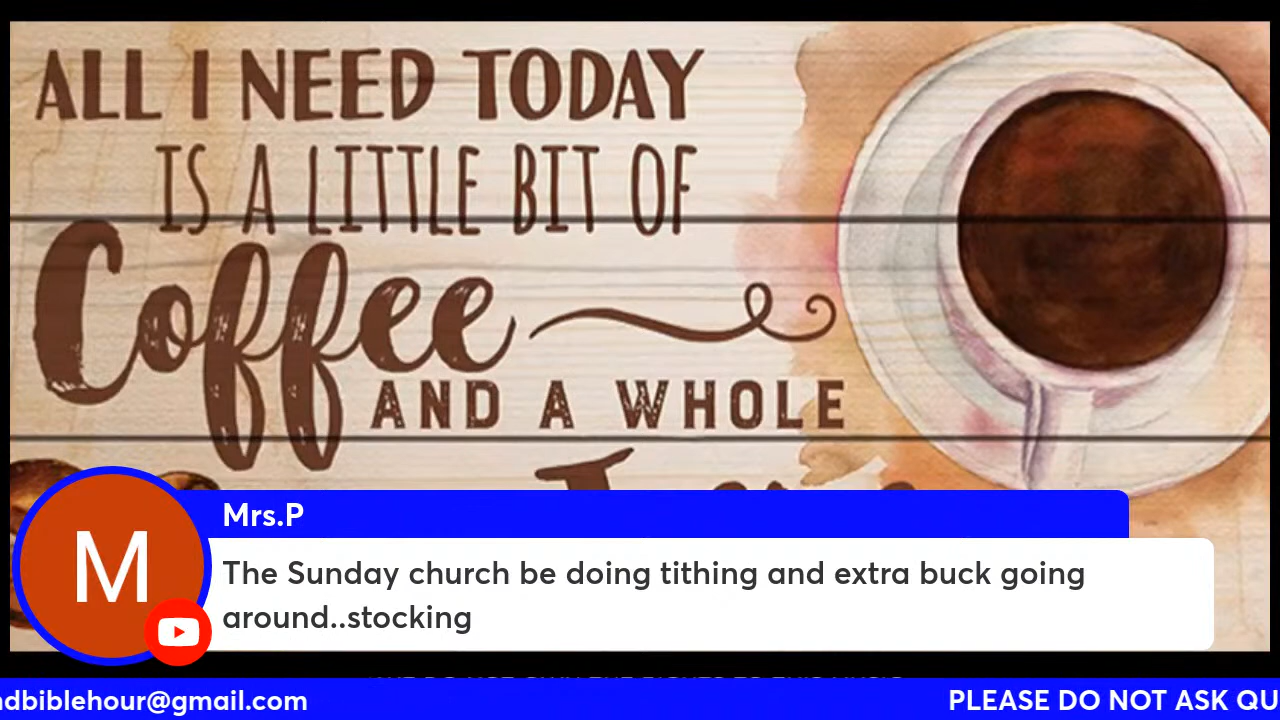 ALL I NEED TODAY
IS A LITTLE BIT OF
Coffee
AND A WHOLE
M
Mrs.P
The Sunday church be doing tithing and extra buck going
around..stocking
ndbiblehour@gmail.com
PLEASE DO NOT ASK QU